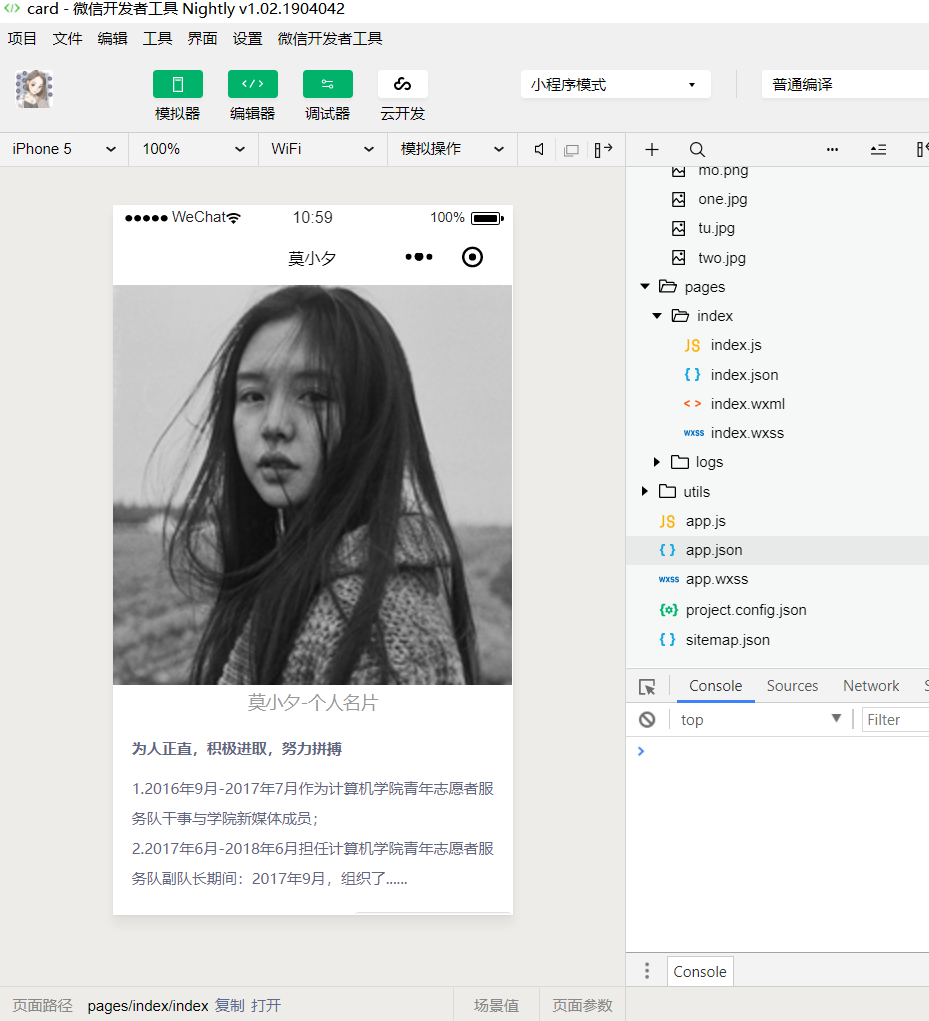 card - 微信开发者工具 Nightly v1.02.1904042
项目 文件 编辑 工具 界面 设置 微信开发者工具
模拟器 编辑器 调试器 云开发
小程序模式
普通编译
iPhone 5 100% WiFi 模拟操作
WeChat 10:59 100%
莫小夕
莫小夕-个人名片
为人正直，积极进取，努力拼搏
1.2016年9月-2017年7月作为计算机学院青年志愿者服
务队干事与学院新媒体成员；
2.2017年6月-2018年6月担任计算机学院青年志愿者服
务队副队长期间：2017年9月，组织了......
mo.png
one.jpg
tu.jpg
two.jpg
pages
index
JS index.js
{ } index.json
< > index.wxml
wxss index.wxss
logs
utils
JS app.js
{ } app.json
wxss app.wxss
project.config.json
{ } sitemap.json
Console Sources Network S
top Filter
Console
页面路径 pages/index/index 复制 打开 场景值 页面参数